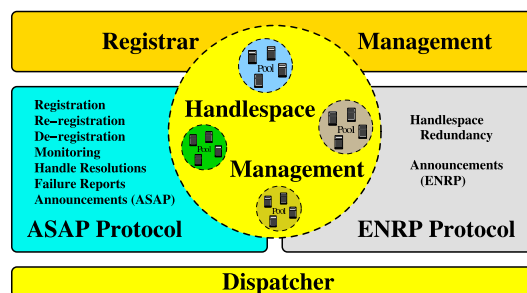 Registrar Management
Pool
Handlespace
Pool
Pool
Management
Pool
Registration
Re-registration
De-registration
Monitoring
Handle Resolutions
Failure Reports
Announcements (ASAP)
ASAP Protocol
Handlespace
Redundancy
Announcements
(ENRP)
ENRP Protocol
Dispatcher